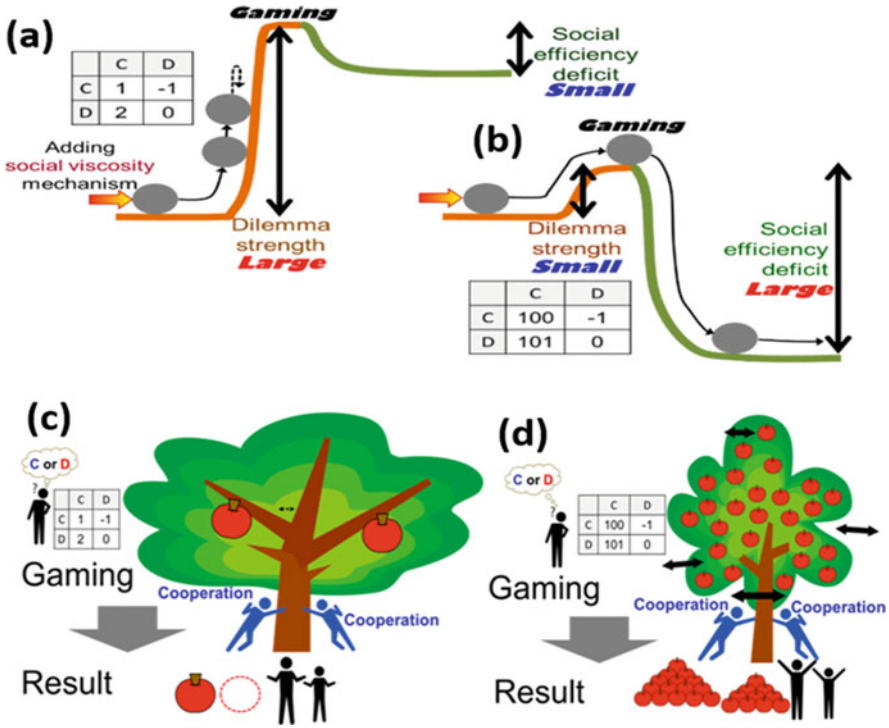 (a)
Gaming
C D
C 1 -1
D 2 0
Adding
social viscosity
mechanism
Dilemma
strength
Large
Social
efficiency
deficit
Small
(b)
Gaming
Dilemma
strength
Small
C D
C 100 -1
D 101 0
Social
efficiency
deficit
Large
(c)
C or D
?
C D
C 1 -1
D 2 0
Gaming
Cooperation
Cooperation
Result
(d)
C or D
?
C D
C 100 -1
D 101 0
Gaming
Cooperation
Cooperation
Result